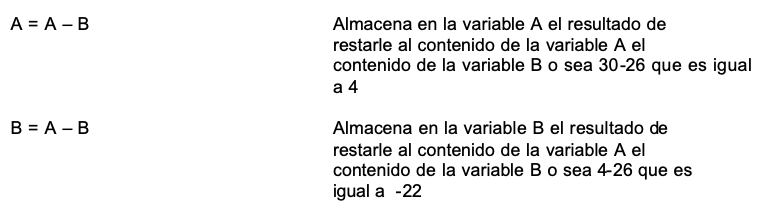 A = A – B
Almacena en la variable A el resultado de
restarle al contenido de la variable A el
contenido de la variable B o sea 30-26 que es igual
a 4
B = A – B
Almacena en la variable B el resultado de
restarle al contenido de la variable A el
contenido de la variable B o sea 4-26 que es
igual a -22